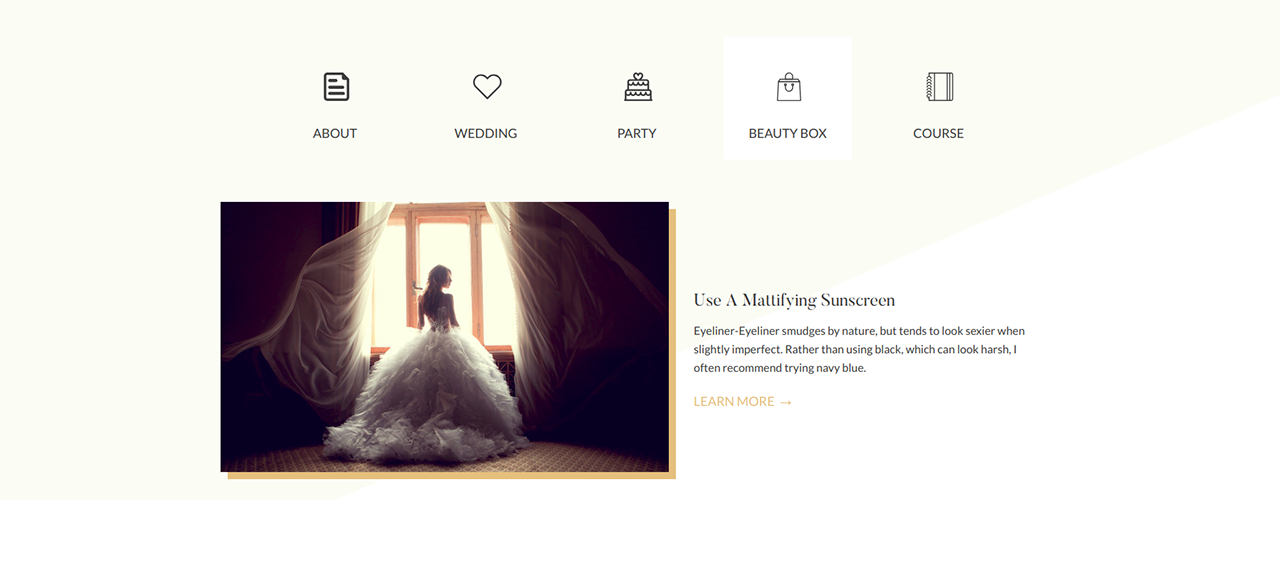 ABOUT
WEDDING
PARTY
BEAUTY BOX
COURSE
Use A Mattifying Sunscreen
Eyeliner-Eyeliner smudges by nature, but tends to look sexier when
slightly imperfect. Rather than using black, which can look harsh, I
often recommend trying navy blue.
LEARN MORE →